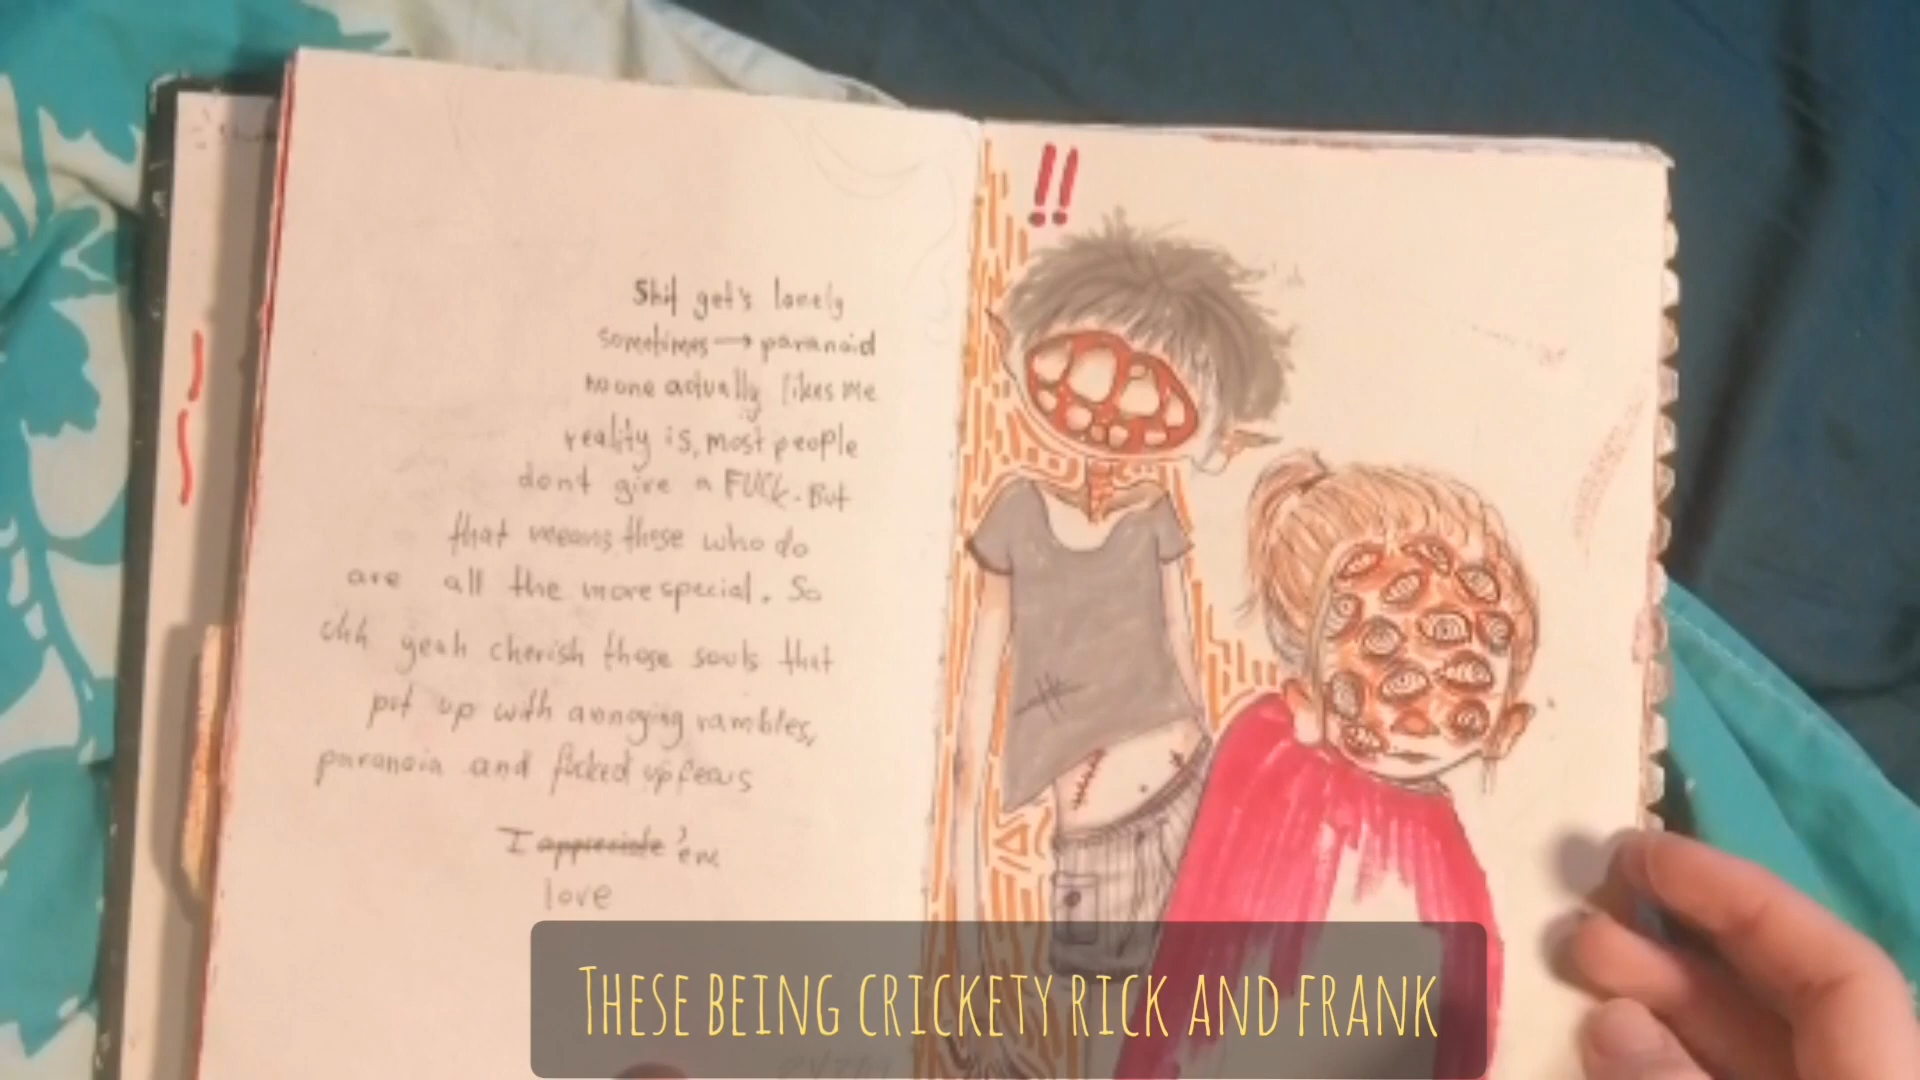 Shit get's lonely
sometimes → paranoid
no one actually likes me
reality is, most people
dont give a FUCK. But
that means those who do
are all the more special. So
uhh yeah cherish those souls that
put up with annoying rambles,
paranoia and fucked up fears
I appreciate 'em
love
!!
THESE BEING CRICKETY RICK AND FRANK